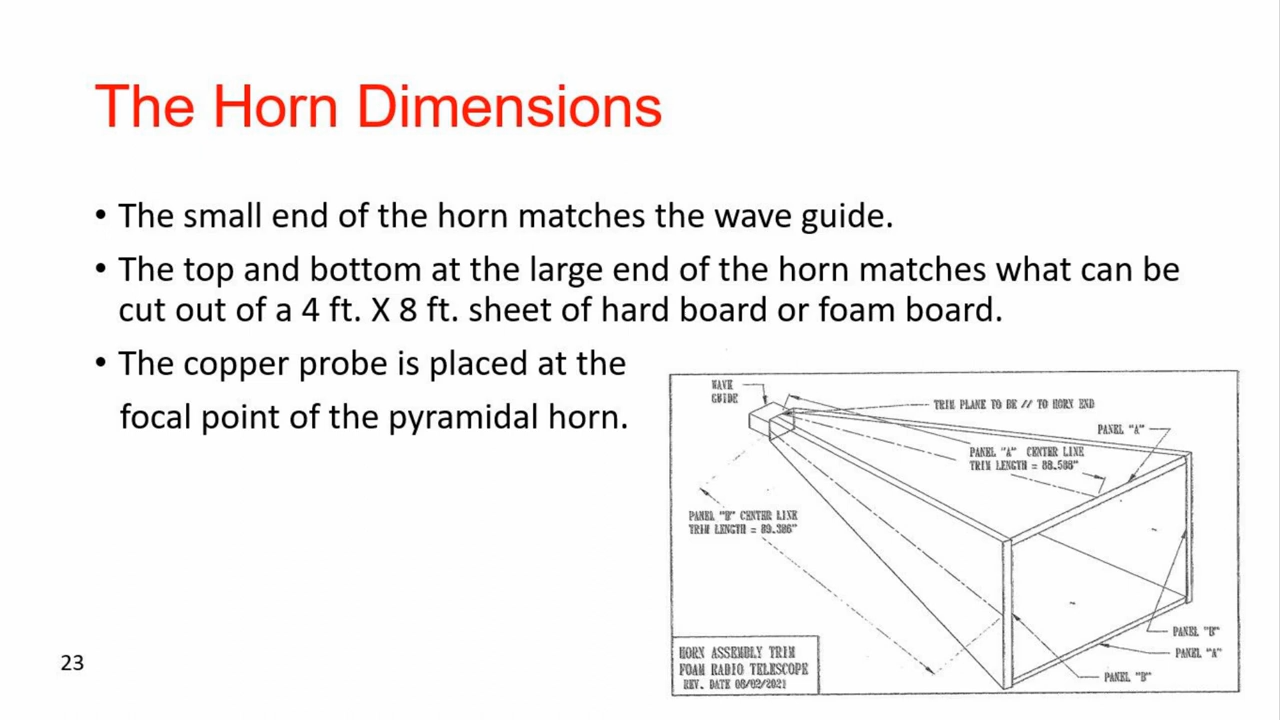 The Horn Dimensions
• The small end of the horn matches the wave guide.
• The top and bottom at the large end of the horn matches what can be
cut out of a 4 ft. X 8 ft. sheet of hard board or foam board.
• The copper probe is placed at the
focal point of the pyramidal horn.
WAVE
GUIDE
TRIM PLANE TO BE // TO HORN END
PANEL "A"
PANEL "A" CENTER LINE
TRIM LENGTH = 88.588"
PANEL "B" CENTER LINE
TRIM LENGTH = 89.386"
PANEL "B"
PANEL "A"
PANEL "B"
HORN ASSEMBLY TRIM
FOAM RADIO TELESCOPE
REV. DATE 08/02/2021
23